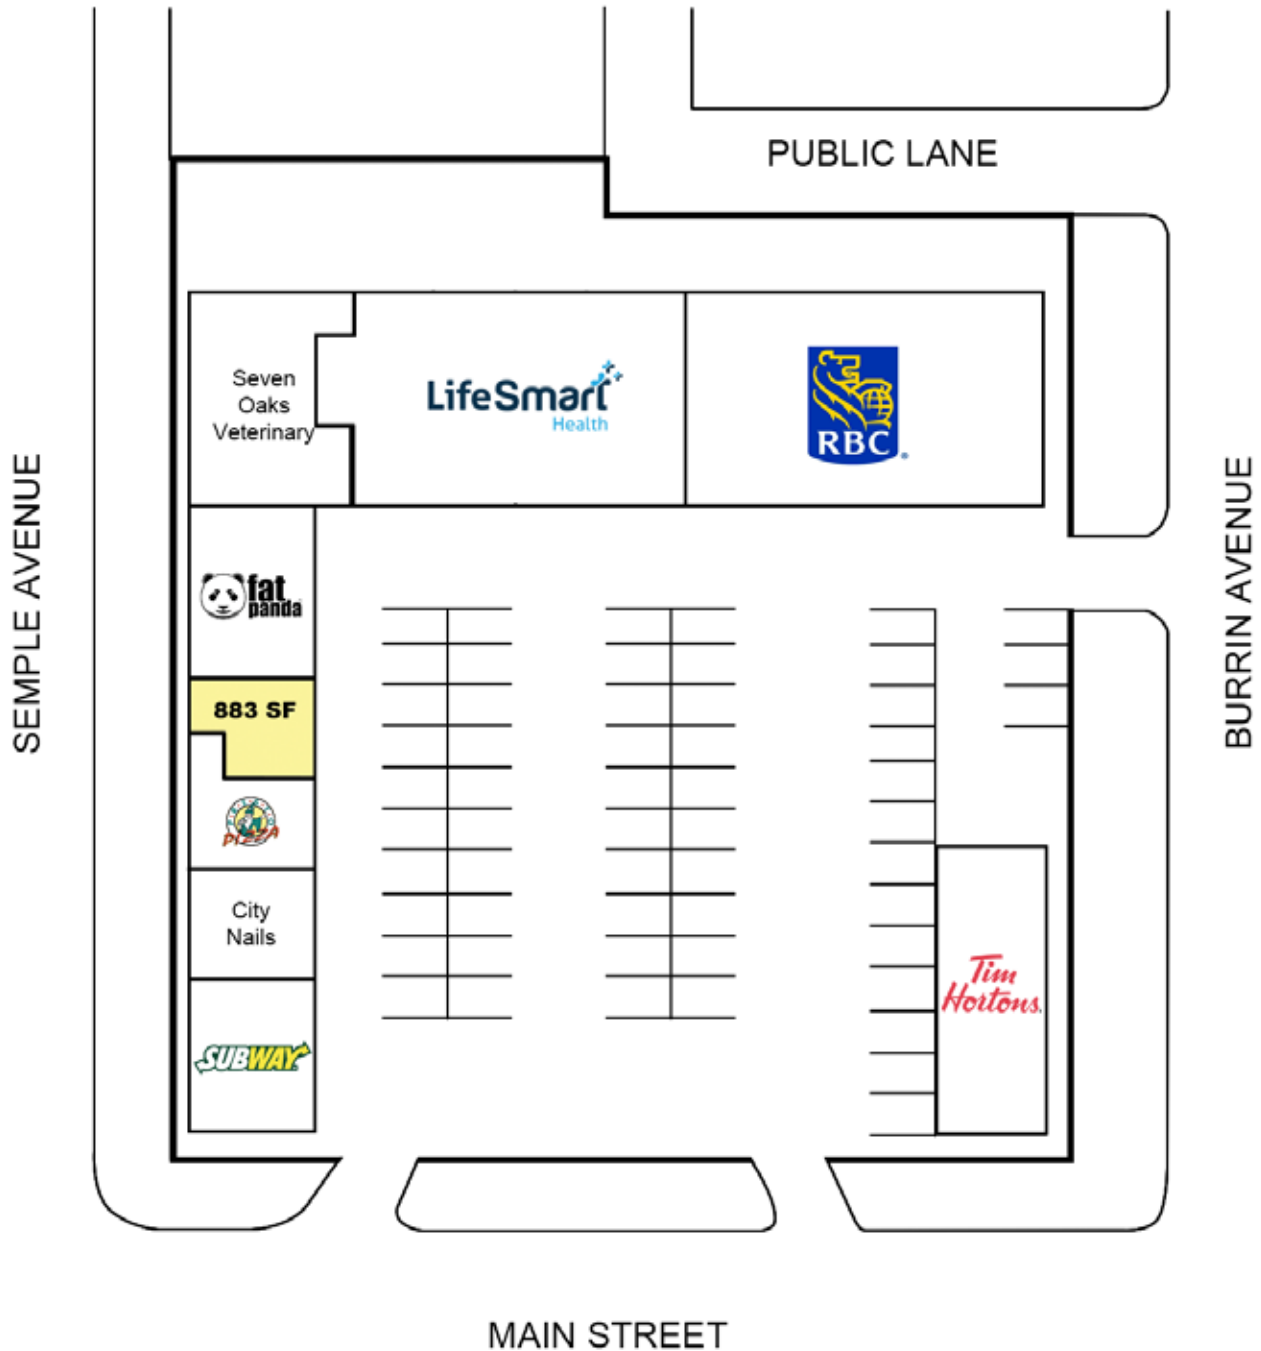 PUBLIC LANE
Seven
Oaks
Veterinary
LifeSmart
Health
RBC
SEMPLE AVENUE
BURRIN AVENUE
fat
panda
883 SF
PIZZA
City
Nails
Tim
Hortons
SUBWAY
MAIN STREET